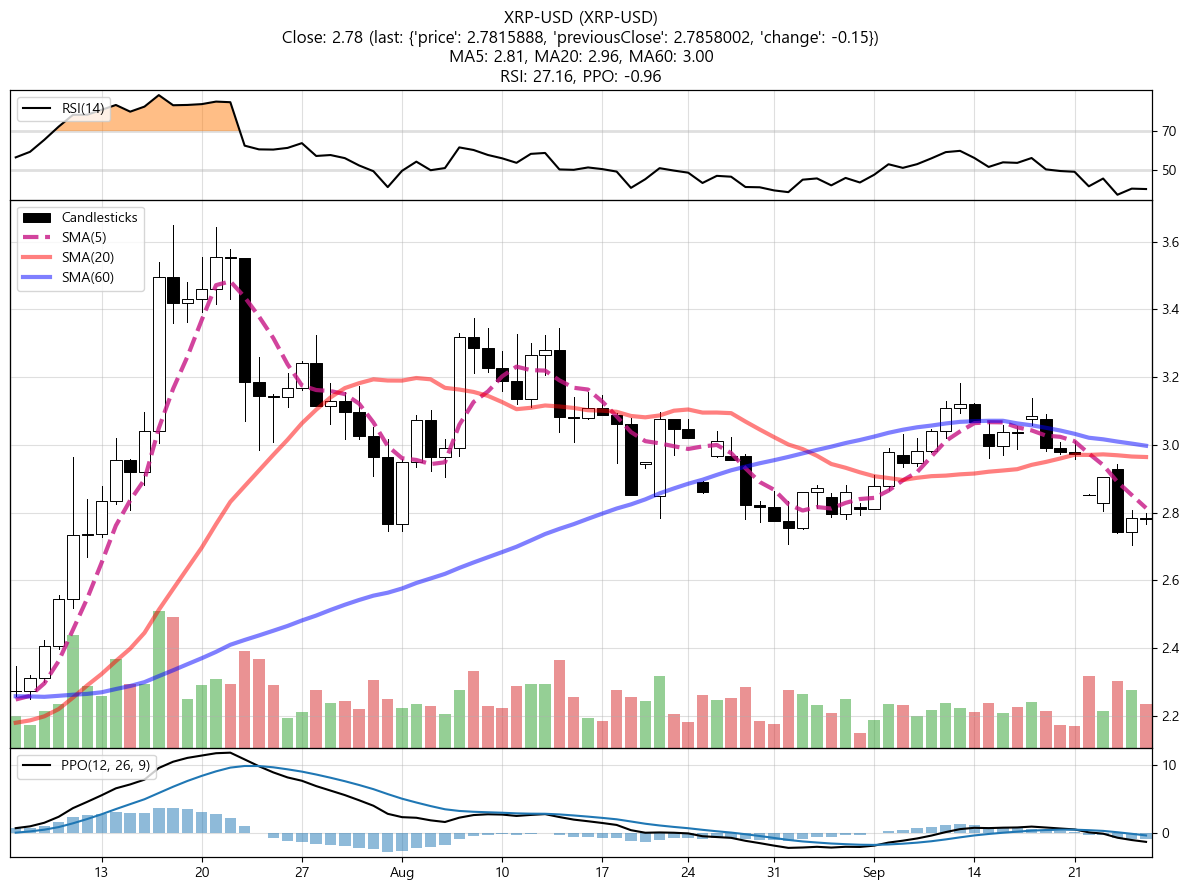 XRP-USD (XRP-USD)
Close: 2.78 (last: {'price': 2.7815888, 'previousClose': 2.7858002, 'change': -0.15})
MA5: 2.81, MA20: 2.96, MA60: 3.00
RSI: 27.16, PPO: -0.96
RSI(14)
70
50
Candlesticks
SMA(5)
SMA(20)
SMA(60)
3.6
3.4
3.2
3.0
2.8
2.6
2.4
2.2
PPO(12, 26, 9)
10
0
13 20 27 Aug 10 17 24 31 Sep 14 21